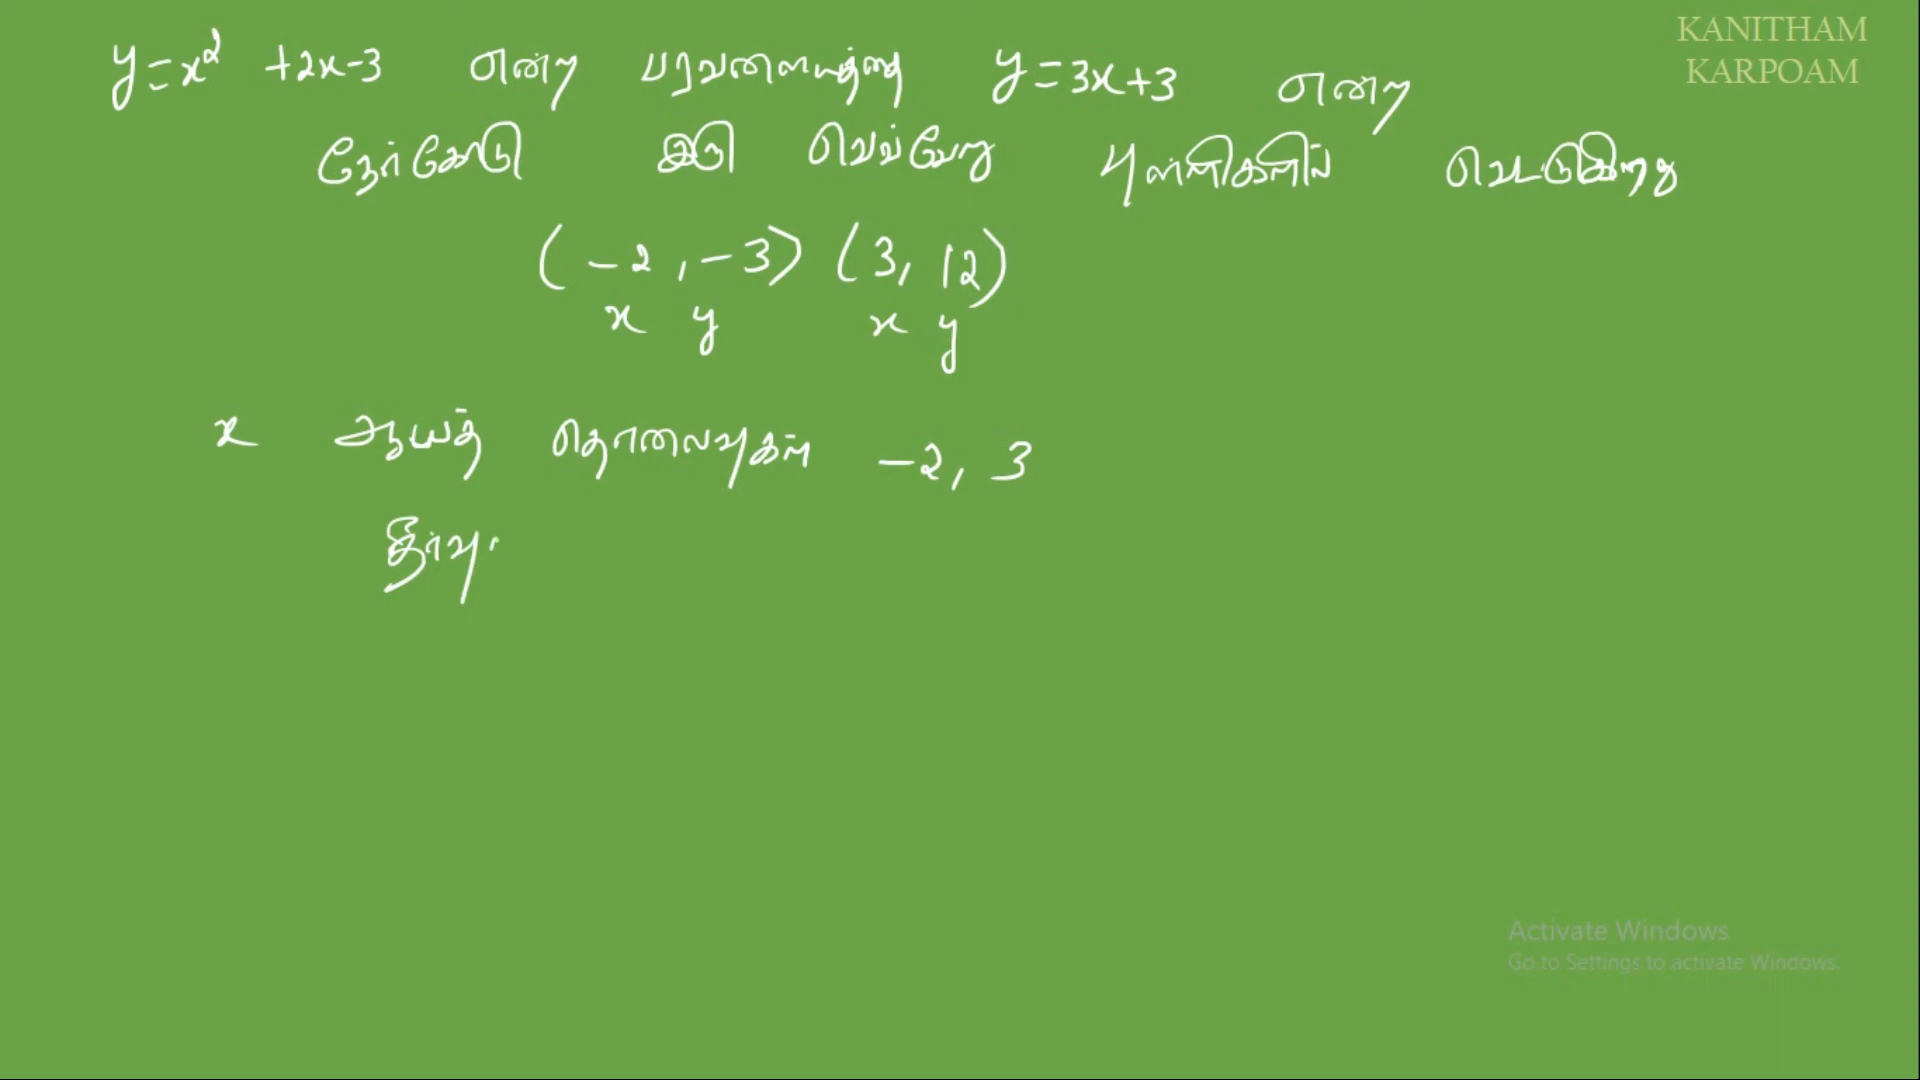 KANITHAM
KARPOAM
y=x² +2x-3 என்ற பரவளையத்தை y=3x+3 என்ற
நேர்கோடு இரு வெவ்வேறு புள்ளிகளில் வெட்டுகிறது
(-2, -3) (3, 12)
x y x y
x ஆயத் தொலைவுகள் -2, 3
தீர்வு.
Activate Windows
Go to Settings to activate Windows.